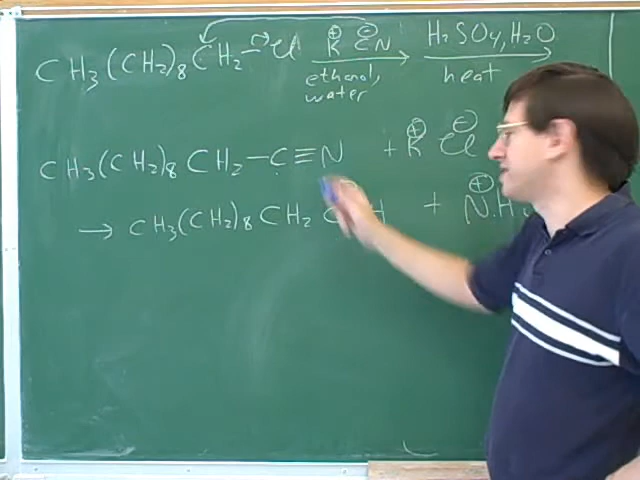 CH3(CH2)8CH2—Cl K⊕ ⊖CN H2SO4, H2O
ethanol, water heat
CH3(CH2)8CH2—C≡N + K⊕ Cl⊖
→ CH3(CH2)8CH2 C H + N⊕H